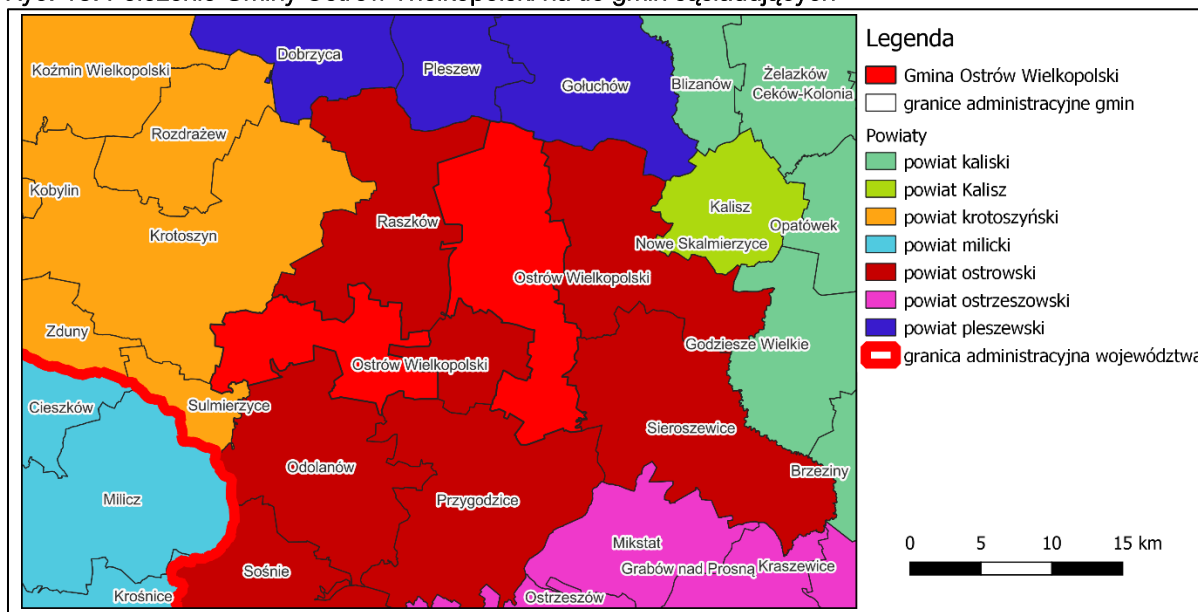 Dobrzyca
Koźmin Wielkopolski
Pleszew
Gołuchów
Blizanów
Żelazków
Ceków-Kolonia
Rozdrażew
Kobylin
Krotoszyn
Raszków
Kalisz
Opatówek
Nowe Skalmierzyce
Ostrów Wielkopolski
Zduny
Godziesze Wielkie
Ostrów Wielkopolski
Sulmierzyce
Cieszków
Sieroszewice
Odolanów
Brzeziny
Milicz
Przygodzice
Mikstat
Sośnie
Grabów nad Prosną
Kraszewice
Krośnice
Ostrzeszów
Legenda
Gmina Ostrów Wielkopolski
granice administracyjne gmin
Powiaty
powiat kaliski
powiat Kalisz
powiat krotoszyński
powiat milicki
powiat ostrowski
powiat ostrzeszowski
powiat pleszewski
granica administracyjna województwa
0 5 10 15 km